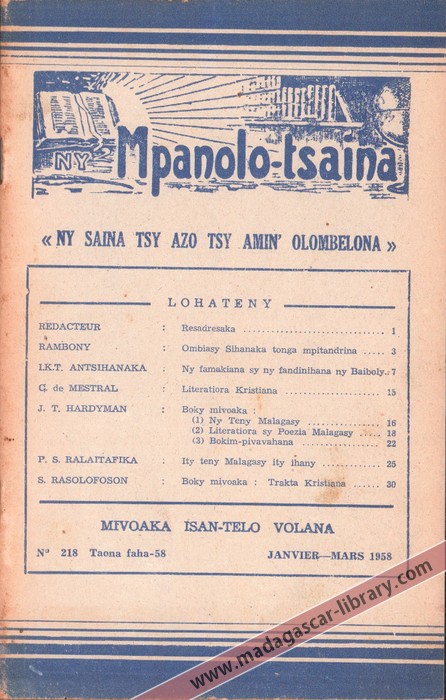 NY Mpanolo-tsaina
« NY SAINA TSY AZO TSY AMIN' OLOMBELONA »
LOHATENY
REDACTEUR : Resadresaka ........................ 1
RAMBONY : Ombiasy Sihanaka tonga mpitandrina ..... 3
I.K.T. ANTSIHANAKA : Ny famakiana sy ny fandinihana ny Baiboly.. 7
C. de MESTRAL : Literatiora Kristiana .................. 15
J. T. HARDYMAN : Boky mivoaka :
(1) Ny Teny Malagasy .................. 16
(2) Literatiora sy Poezia Malagasy .... 18
(3) Bokim-pivavahana .................. 22
P. S. RALAITAFIKA : Ity teny Malagasy ity ihany ............ 25
S. RASOLOFOSON : Boky mivoaka : Trakta Kristiana ...... 30
MIVOAKA ISAN-TELO VOLANA
Nº 218 Taona faha-58 JANVIER—MARS 1958
www.madagascar-library.com